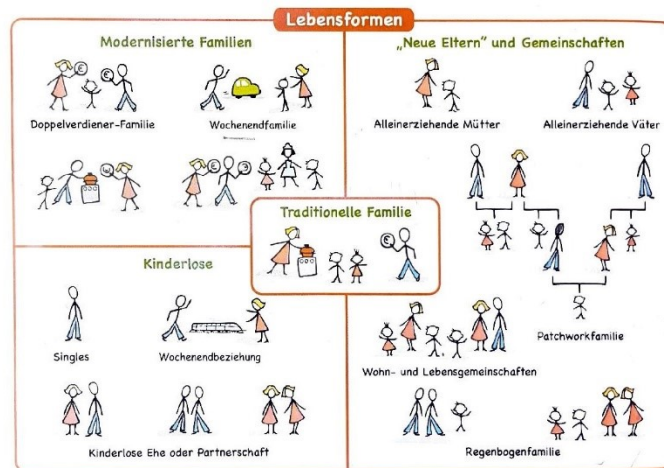 Lebensformen
Modernisierte Familien
Doppelverdiener-Familie
Wochenendfamilie
„Neue Eltern" und Gemeinschaften
Alleinerziehende Mütter
Alleinerziehende Väter
Traditionelle Familie
Kinderlose
Singles
Wochenendbeziehung
Kinderlose Ehe oder Partnerschaft
Patchworkfamilie
Wohn- und Lebensgemeinschaften
Regenbogenfamilie